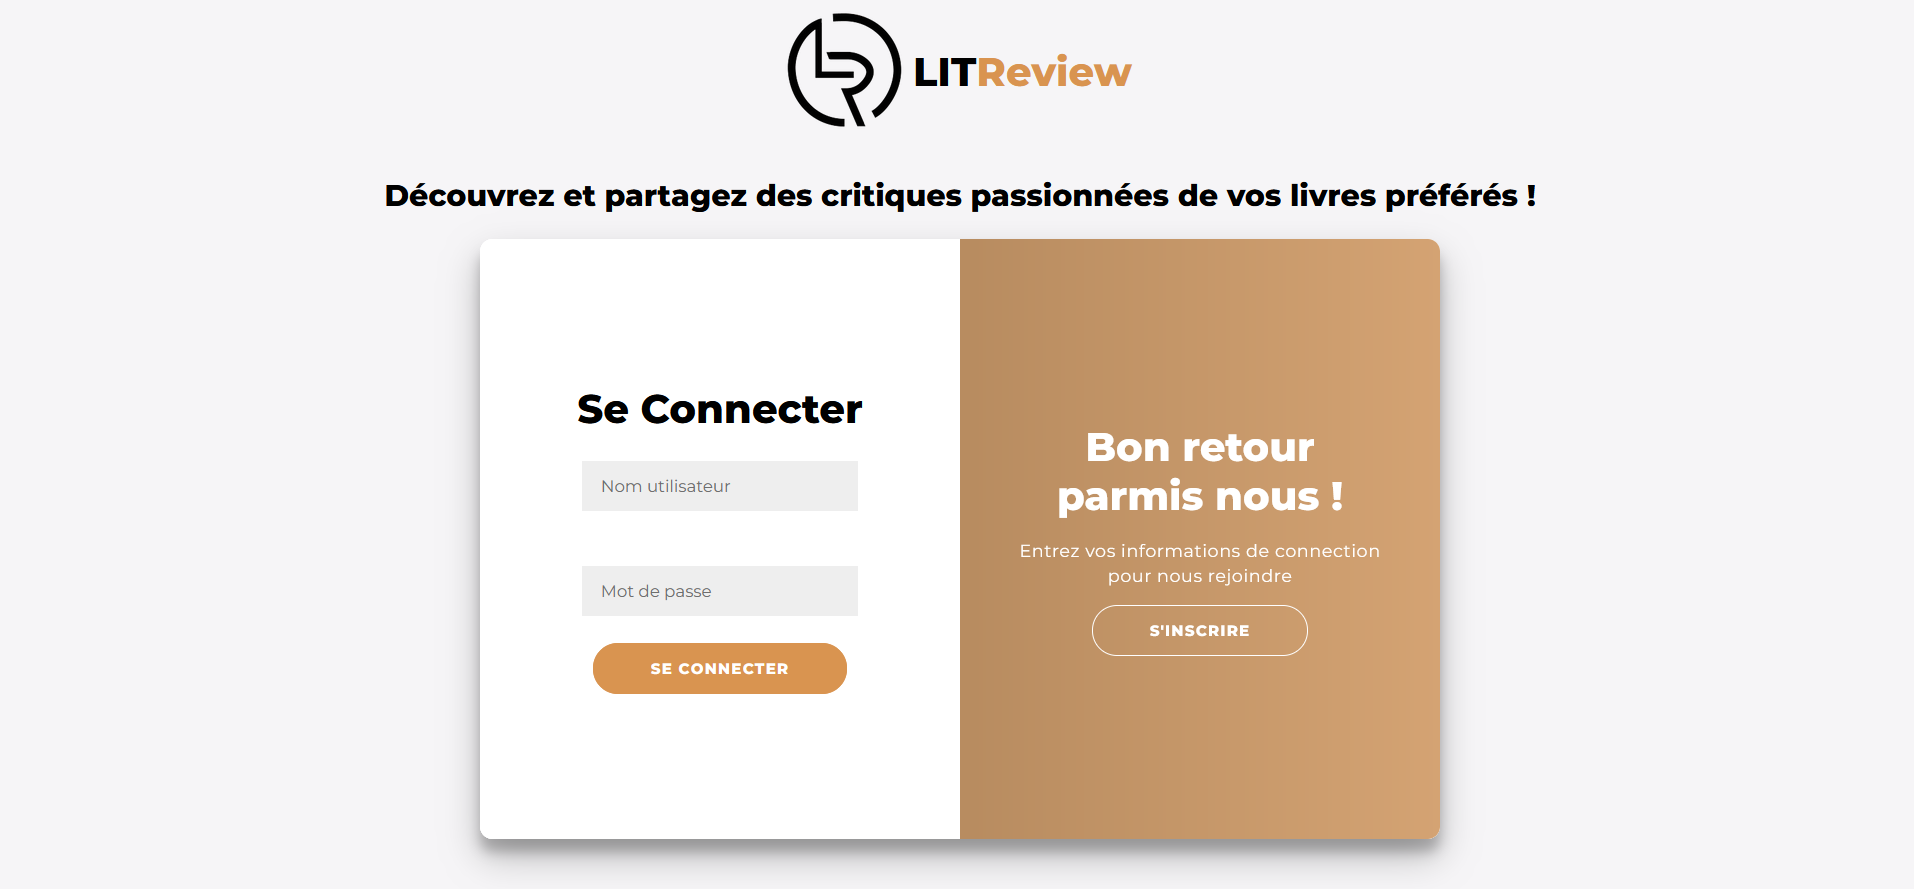 LITReview
Découvrez et partagez des critiques passionnées de vos livres préférés !
Se Connecter
Nom utilisateur
Mot de passe
SE CONNECTER
Bon retour
parmis nous !
Entrez vos informations de connection
pour nous rejoindre
S'INSCRIRE